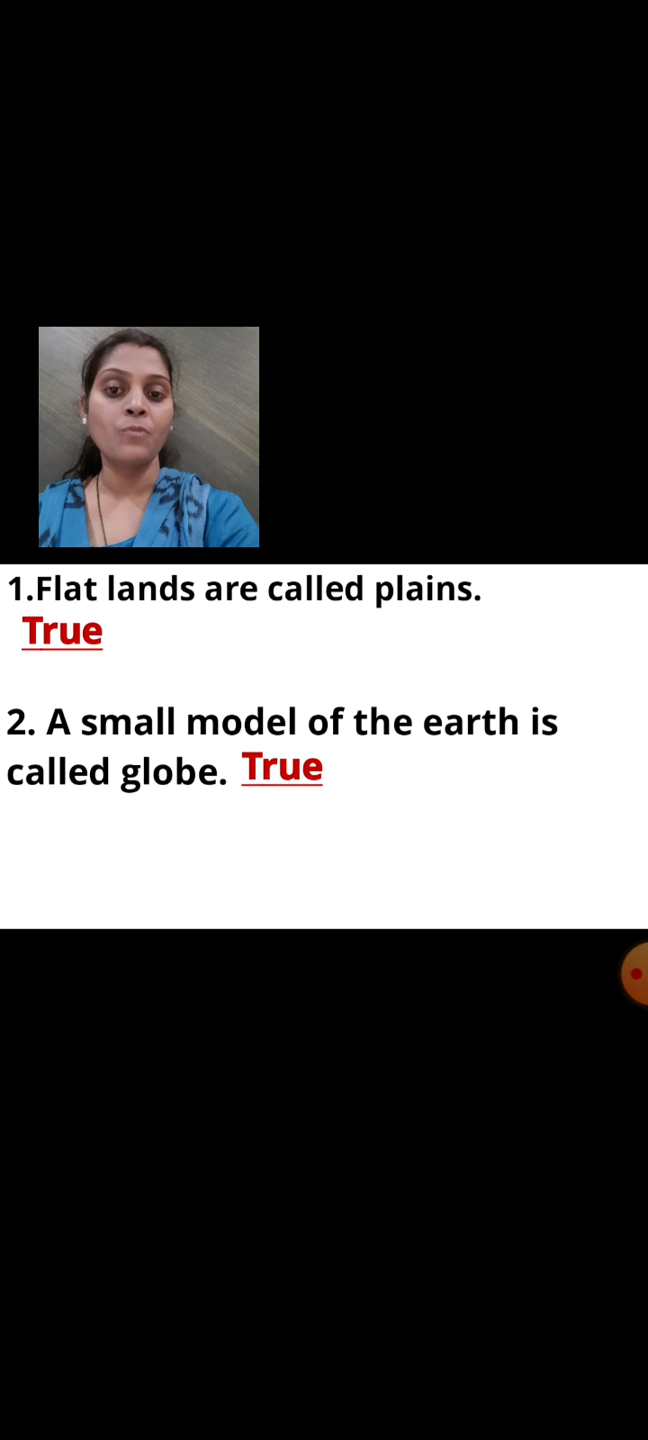 1.Flat lands are called plains.
True
2. A small model of the earth is
called globe. True